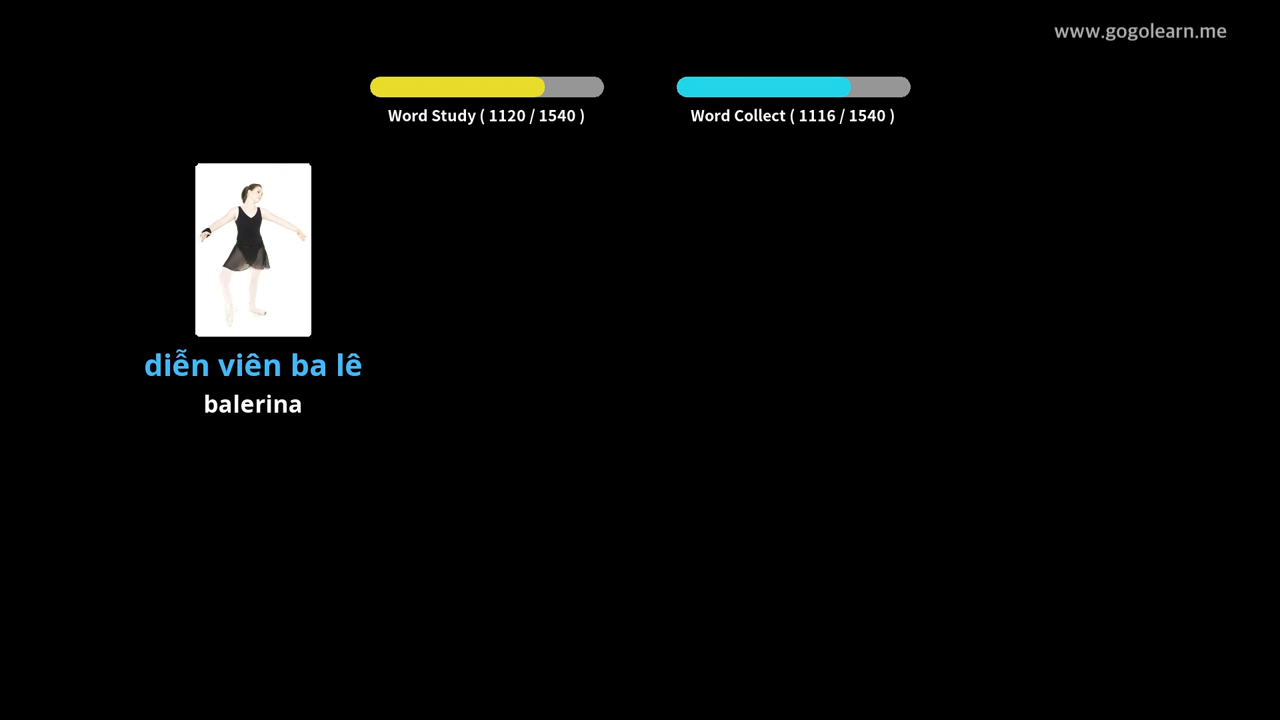 www.gogolearn.me
Word Study ( 1120 / 1540 )
Word Collect ( 1116 / 1540 )
diễn viên ba lê
balerina